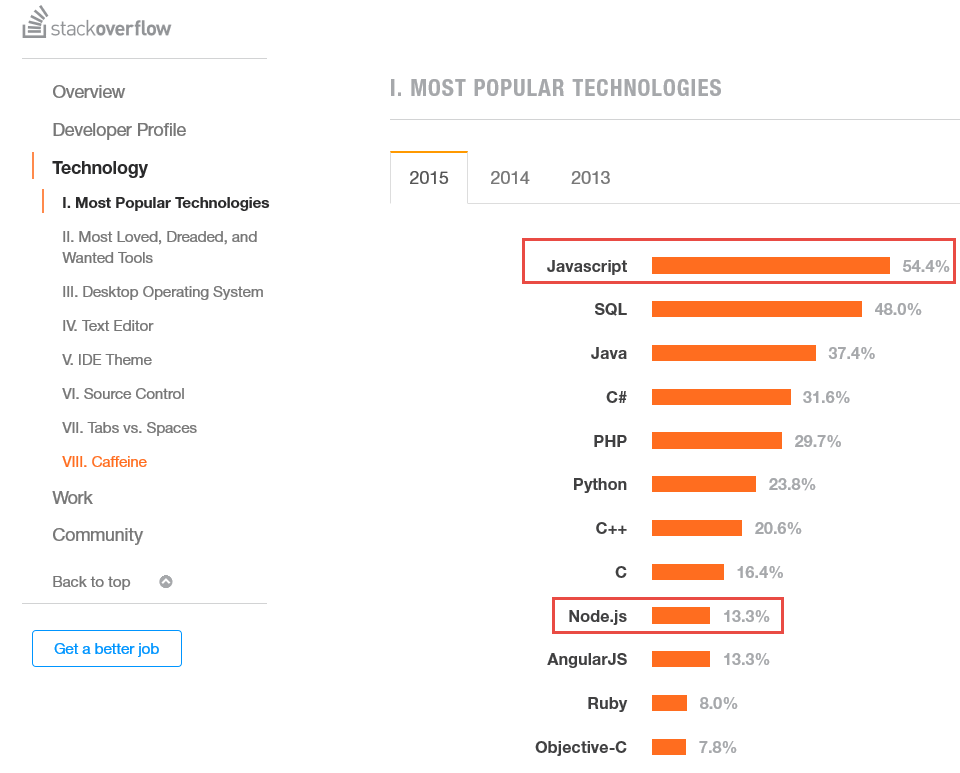 stackoverflow
Overview
Developer Profile
Technology
I. Most Popular Technologies
II. Most Loved, Dreaded, and
Wanted Tools
III. Desktop Operating System
IV. Text Editor
V. IDE Theme
VI. Source Control
VII. Tabs vs. Spaces
VIII. Caffeine
Work
Community
Back to top
Get a better job
I. MOST POPULAR TECHNOLOGIES
2015 2014 2013
Javascript 54.4%
SQL 48.0%
Java 37.4%
C# 31.6%
PHP 29.7%
Python 23.8%
C++ 20.6%
C 16.4%
Node.js 13.3%
AngularJS 13.3%
Ruby 8.0%
Objective-C 7.8%